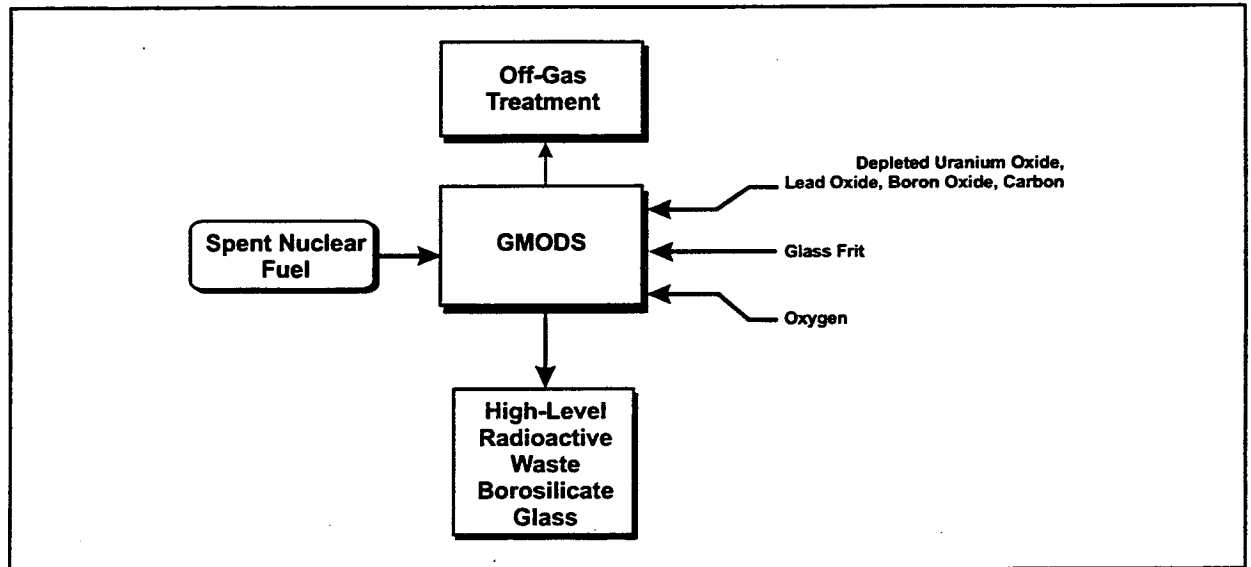 Off-Gas
Treatment
Depleted Uranium Oxide,
Lead Oxide, Boron Oxide, Carbon
Spent Nuclear
Fuel
GMODS
Glass Frit
Oxygen
High-Level
Radioactive
Waste
Borosilicate
Glass